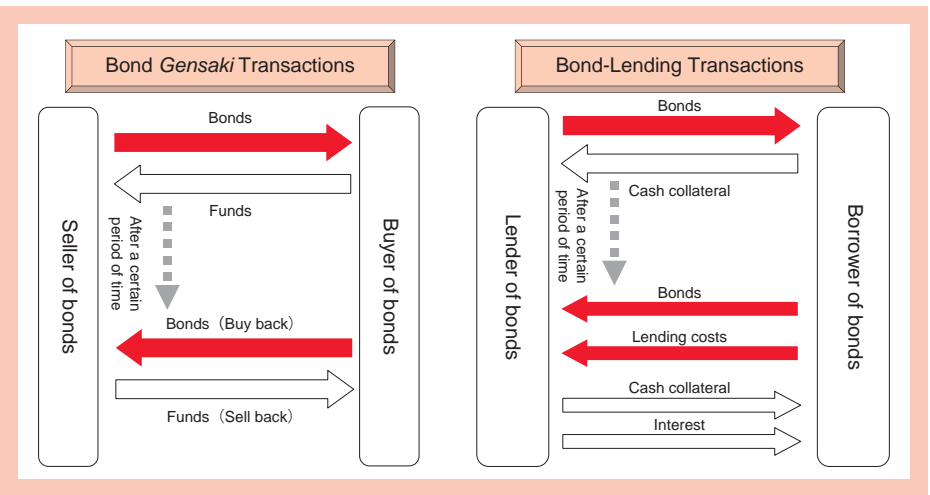 Bond Gensaki Transactions
Seller of bonds
Bonds
Funds
After a certain
period of time
Bonds（Buy back）
Funds（Sell back）
Buyer of bonds
Bond-Lending Transactions
Lender of bonds
Bonds
Cash collateral
After a certain
period of time
Bonds
Lending costs
Cash collateral
Interest
Borrower of bonds